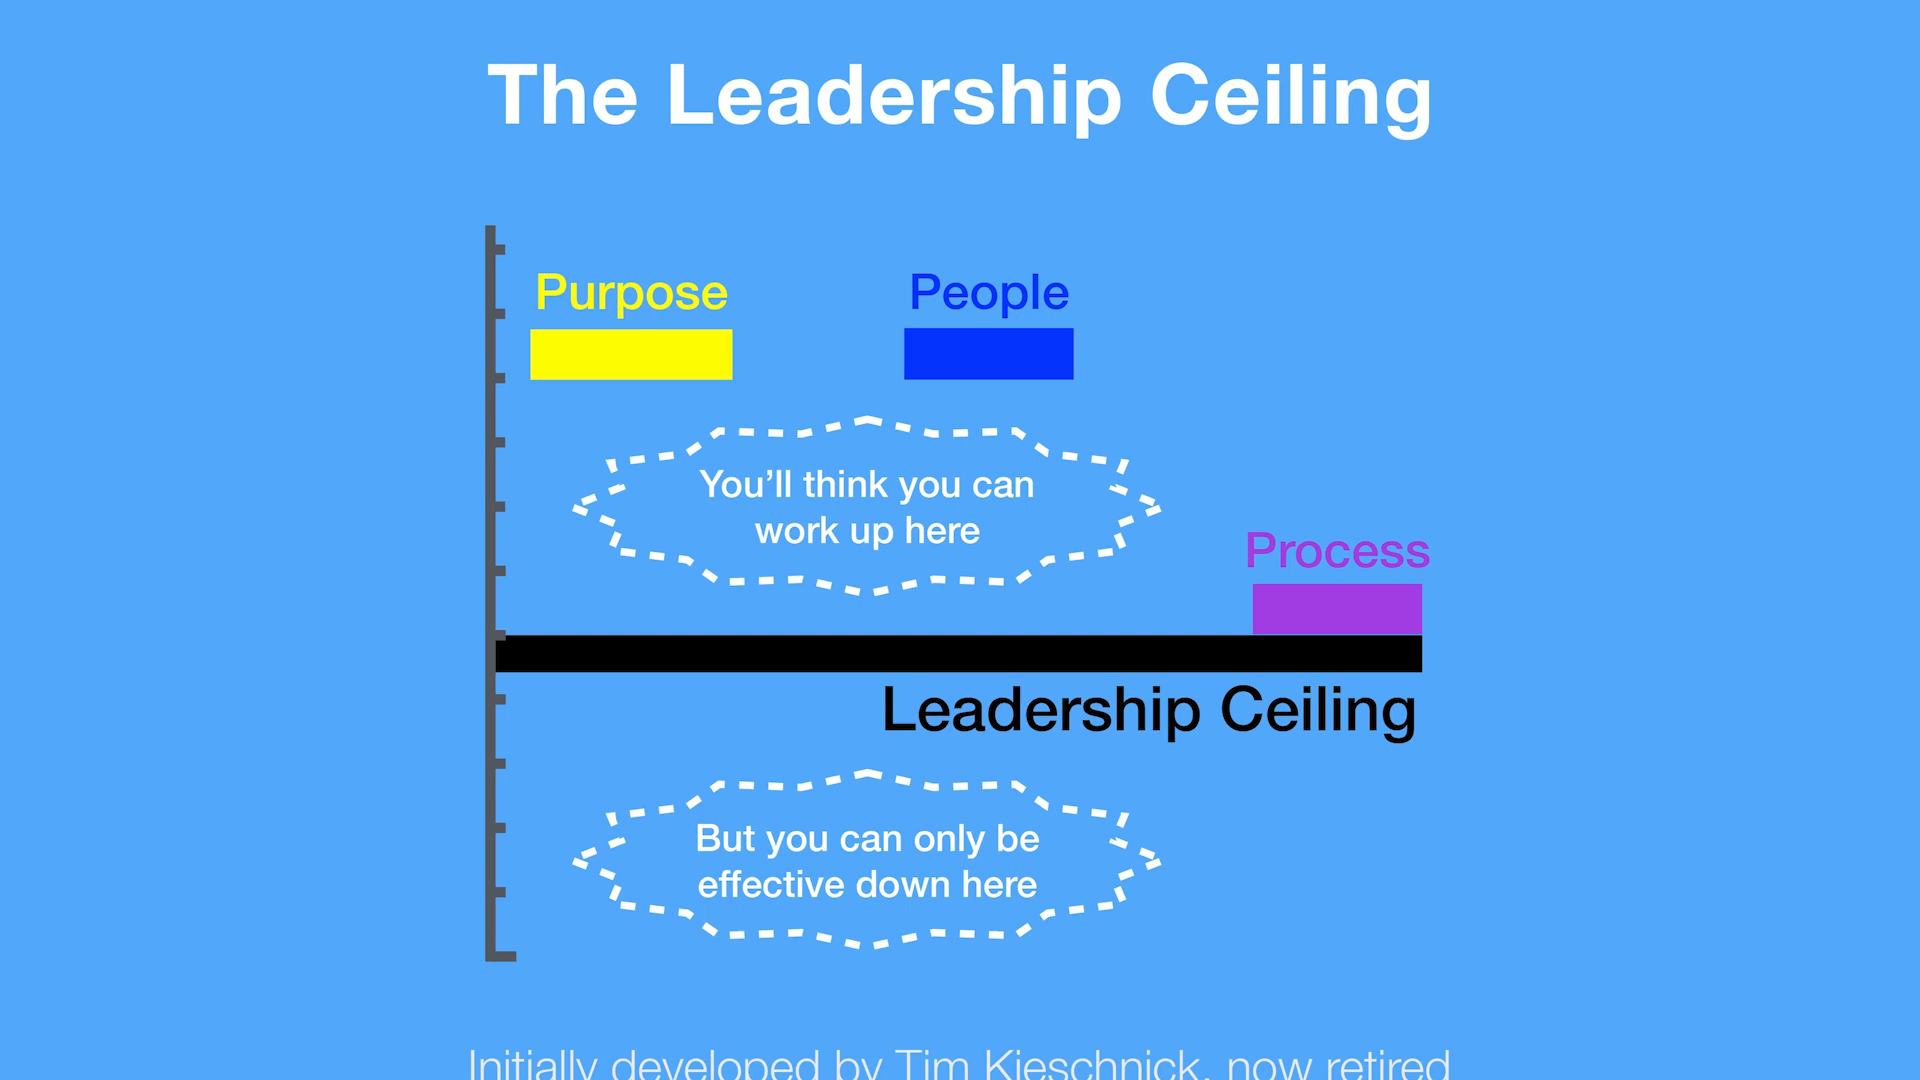 The Leadership Ceiling
Purpose
People
You’ll think you can
work up here
Process
Leadership Ceiling
But you can only be
effective down here
Initially developed by Tim Kieschnick, now retired